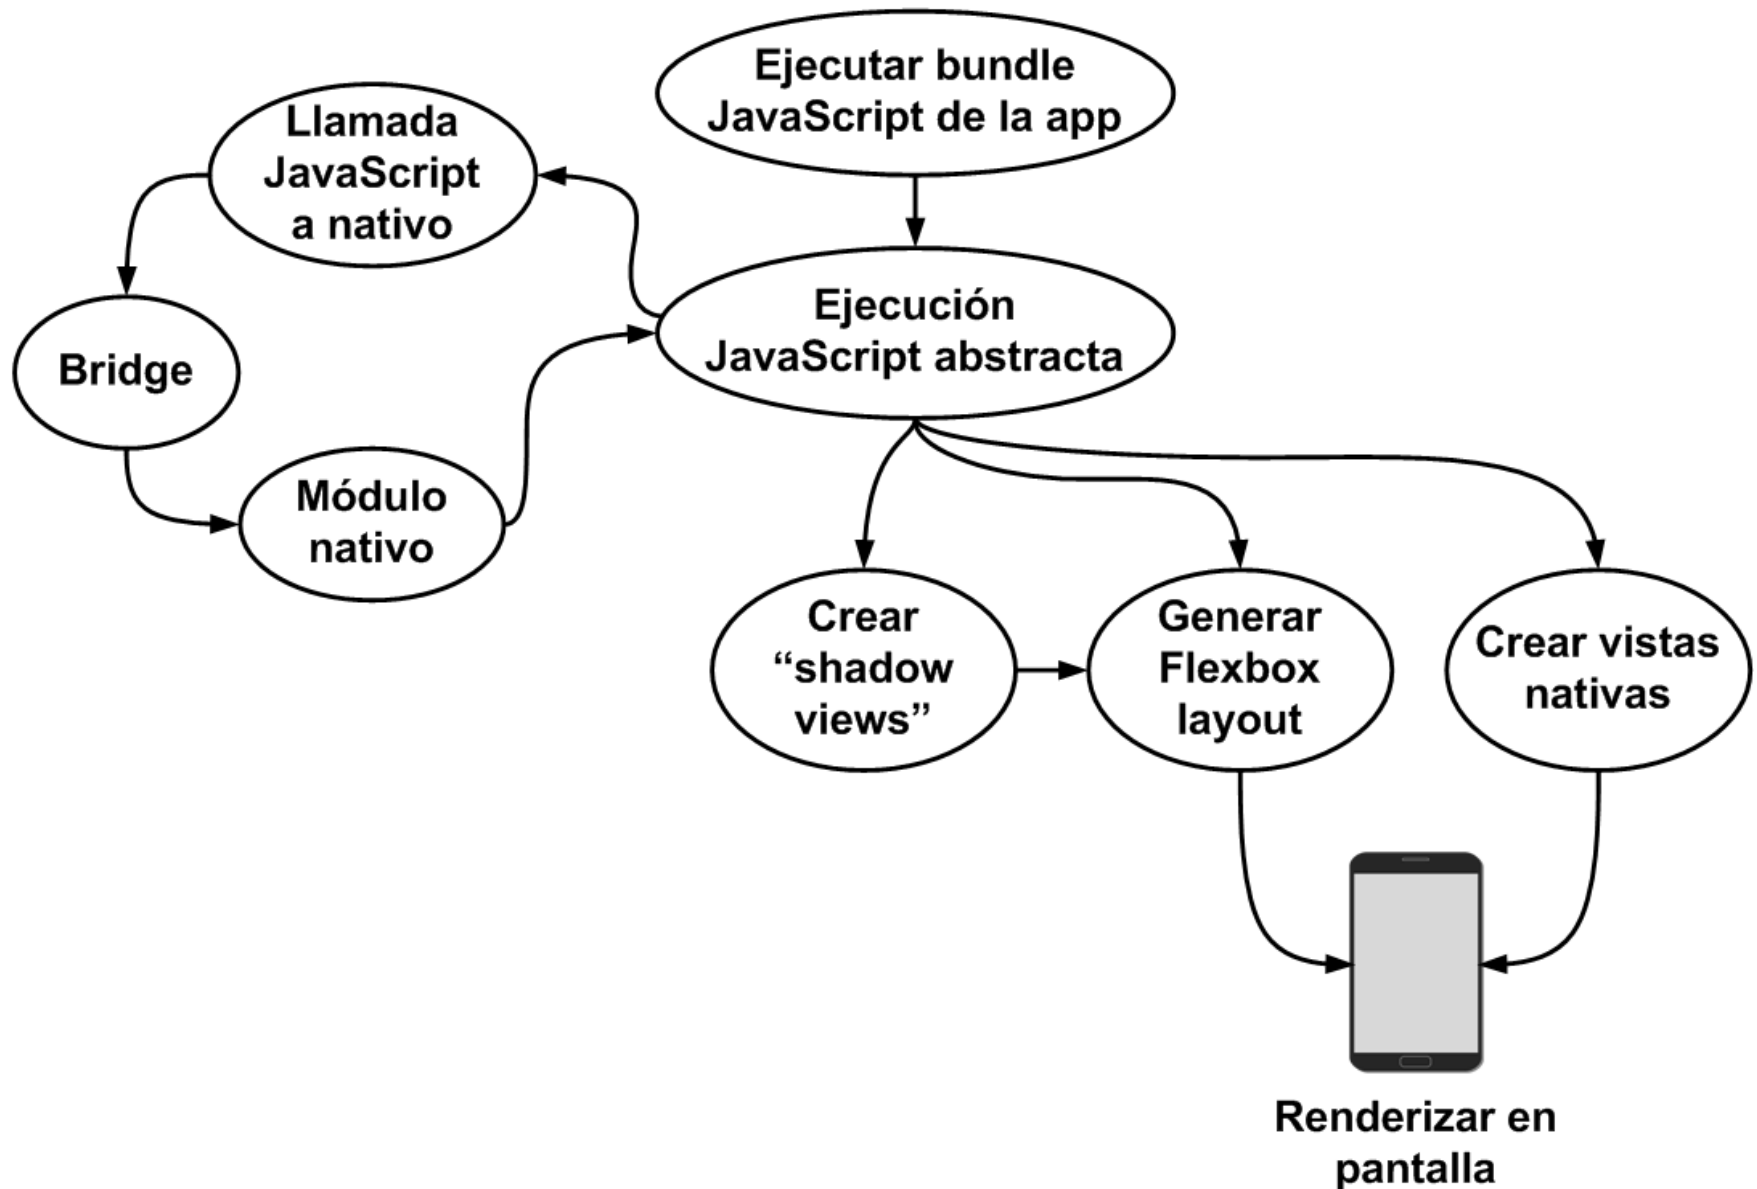 Ejecutar bundle
JavaScript de la app
Llamada
JavaScript
a nativo
Ejecución
JavaScript abstracta
Bridge
Módulo
nativo
Crear
“shadow
views”
Generar
Flexbox
layout
Crear vistas
nativas
Renderizar en
pantalla